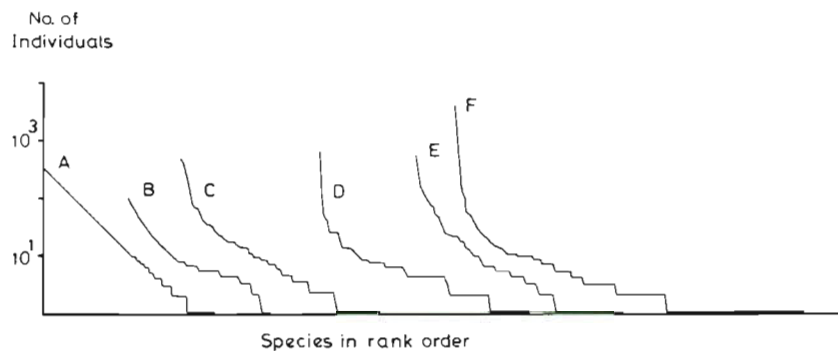 No. of
Individuals
10³
A
B
C
D
E
F
10¹
Species in rank order